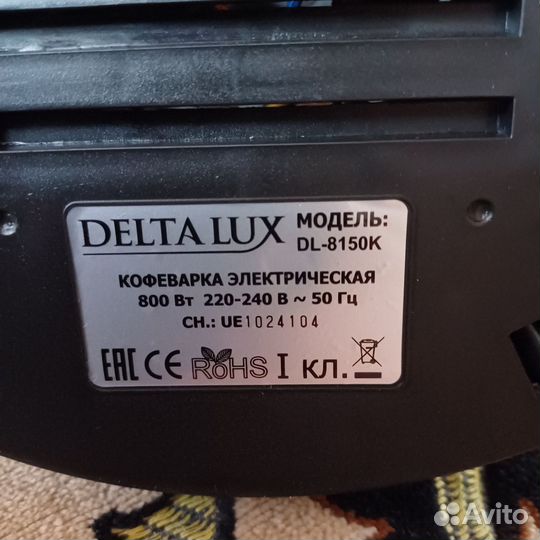 DELTA LUX
МОДЕЛЬ:
DL-8150K
КОФЕВАРКА ЭЛЕКТРИЧЕСКАЯ
800 Вт 220-240 В ~ 50 Гц
СН.: UE1024104
EAC CE RoHS I кл.
Avito